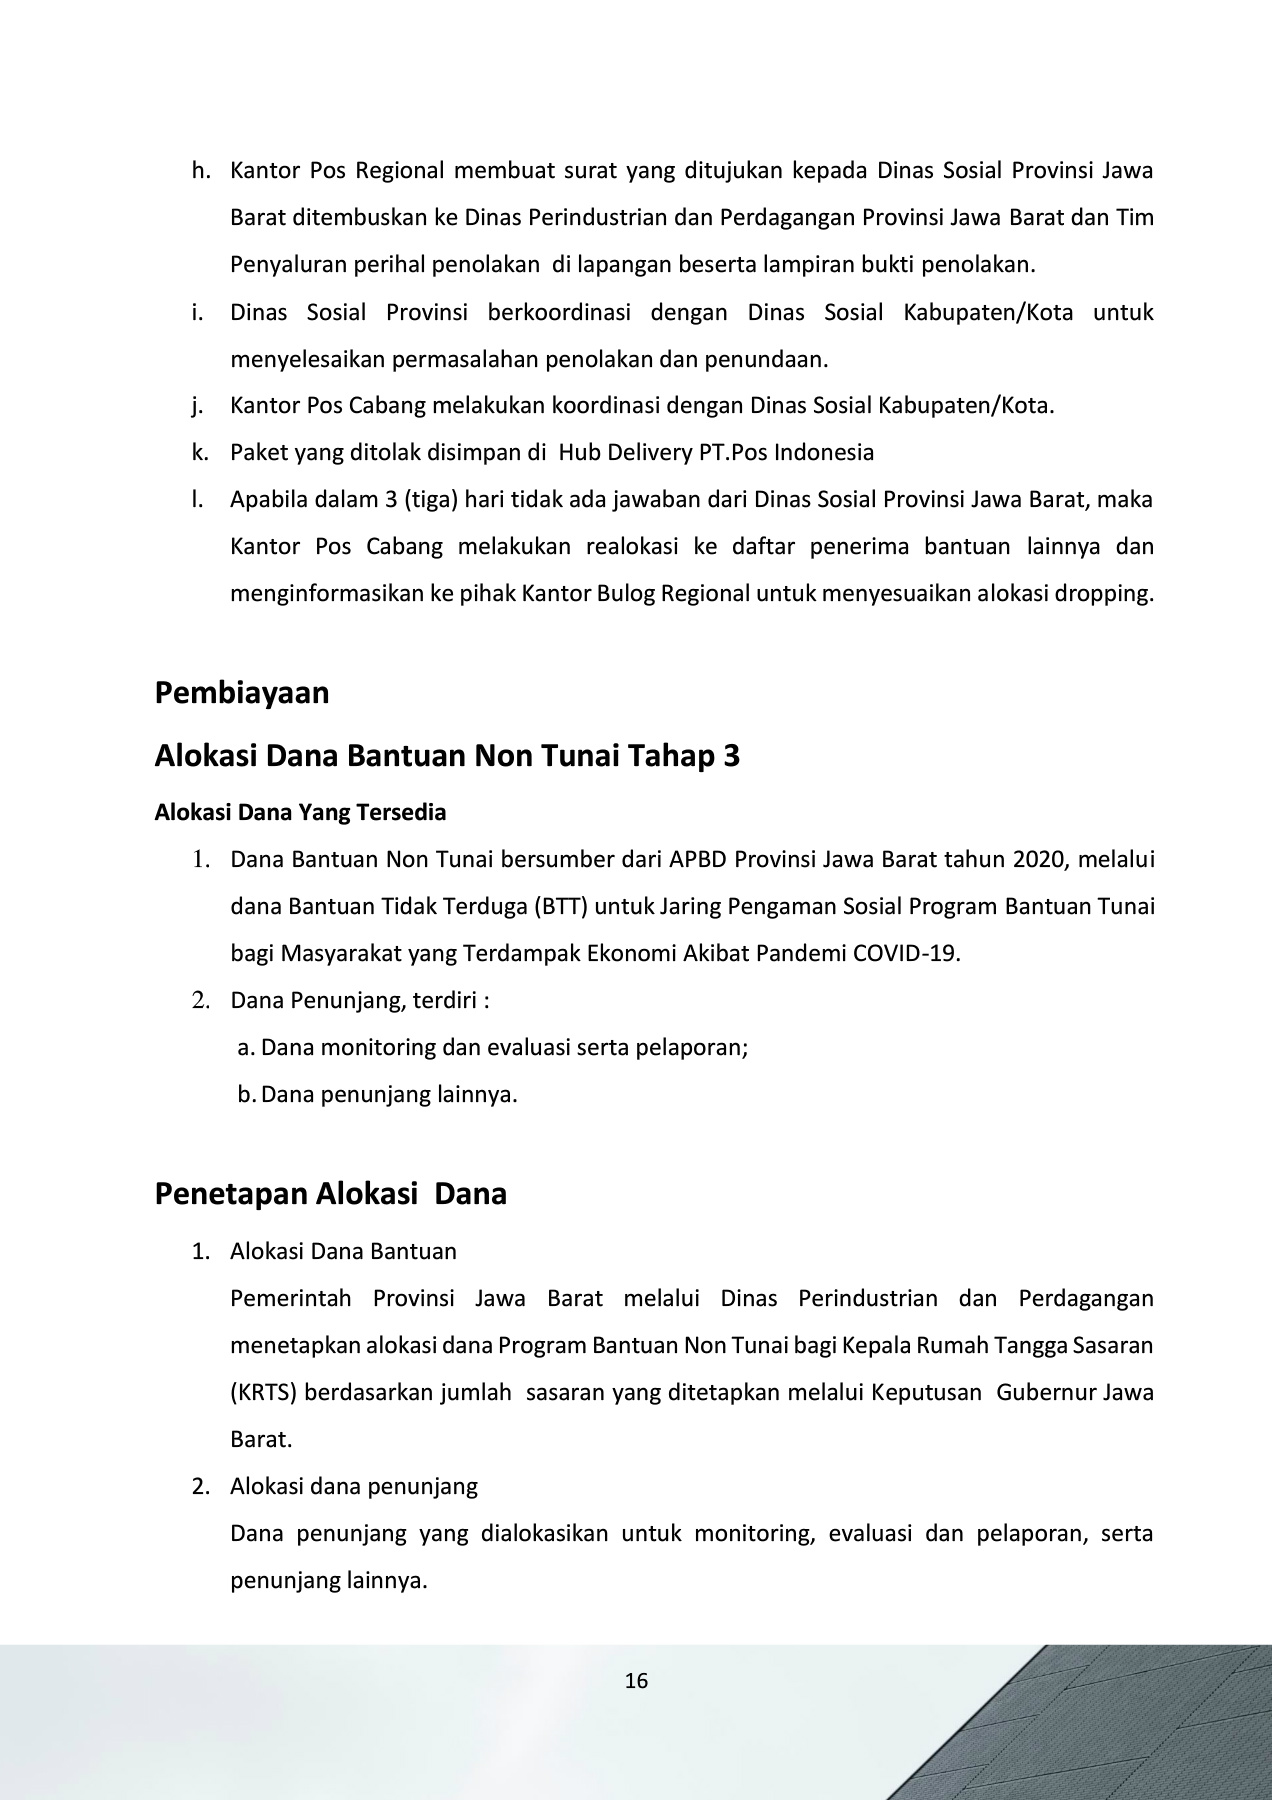 h. Kantor Pos Regional membuat surat yang ditujukan kepada Dinas Sosial Provinsi Jawa
Barat ditembuskan ke Dinas Perindustrian dan Perdagangan Provinsi Jawa Barat dan Tim
Penyaluran perihal penolakan  di lapangan beserta lampiran bukti penolakan.
i. Dinas Sosial Provinsi berkoordinasi dengan Dinas Sosial Kabupaten/Kota untuk
menyelesaikan permasalahan penolakan dan penundaan.
j. Kantor Pos Cabang melakukan koordinasi dengan Dinas Sosial Kabupaten/Kota.
k. Paket yang ditolak disimpan di  Hub Delivery PT.Pos Indonesia
l. Apabila dalam 3 (tiga) hari tidak ada jawaban dari Dinas Sosial Provinsi Jawa Barat, maka
Kantor Pos Cabang melakukan realokasi ke daftar penerima bantuan lainnya dan
menginformasikan ke pihak Kantor Bulog Regional untuk menyesuaikan alokasi dropping.
Pembiayaan
Alokasi Dana Bantuan Non Tunai Tahap 3
Alokasi Dana Yang Tersedia
1. Dana Bantuan Non Tunai bersumber dari APBD Provinsi Jawa Barat tahun 2020, melalui
dana Bantuan Tidak Terduga (BTT) untuk Jaring Pengaman Sosial Program Bantuan Tunai
bagi Masyarakat yang Terdampak Ekonomi Akibat Pandemi COVID-19.
2. Dana Penunjang, terdiri :
a. Dana monitoring dan evaluasi serta pelaporan;
b. Dana penunjang lainnya.
Penetapan Alokasi  Dana
1. Alokasi Dana Bantuan
Pemerintah Provinsi Jawa Barat melalui Dinas Perindustrian dan Perdagangan
menetapkan alokasi dana Program Bantuan Non Tunai bagi Kepala Rumah Tangga Sasaran
(KRTS) berdasarkan jumlah  sasaran yang ditetapkan melalui Keputusan  Gubernur Jawa
Barat.
2. Alokasi dana penunjang
Dana penunjang yang dialokasikan untuk monitoring, evaluasi dan pelaporan, serta
penunjang lainnya.
16